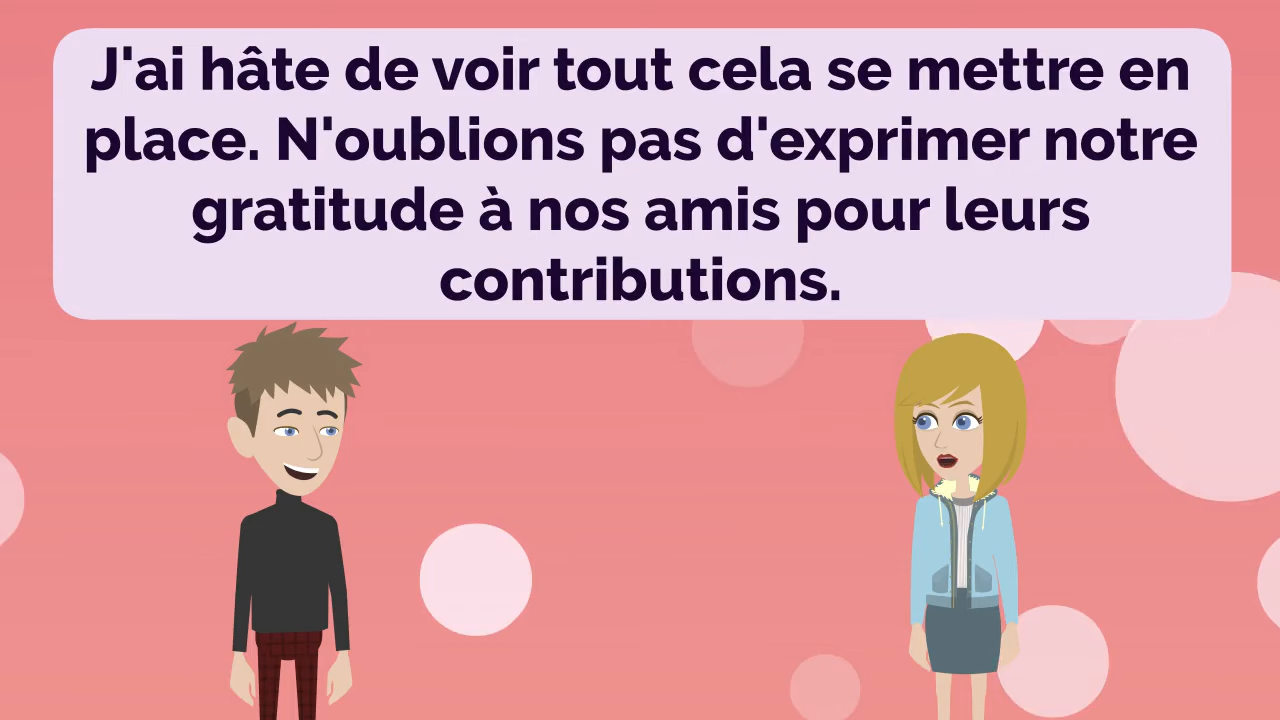 J'ai hâte de voir tout cela se mettre en
place. N'oublions pas d'exprimer notre
gratitude à nos amis pour leurs
contributions.